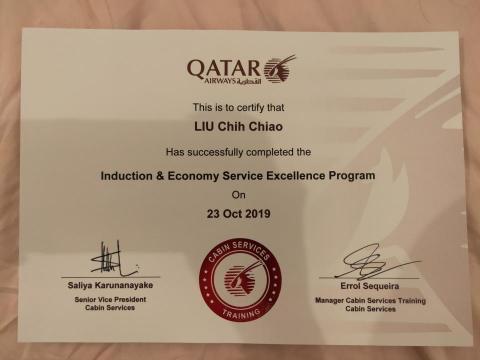 QATAR
AIRWAYS القطرية
This is to certify that
LIU Chih Chiao
Has successfully completed the
Induction & Economy Service Excellence Program
On
23 Oct 2019
CABIN SERVICES
TRAINING
Saliya Karunanayake
Senior Vice President
Cabin Services
Errol Sequeira
Manager Cabin Services Training
Cabin Services